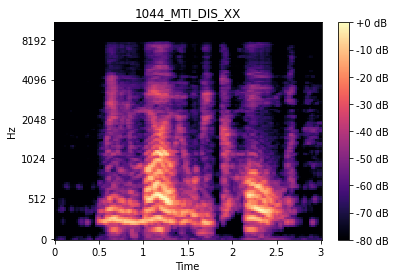 1044_MTI_DIS_XX
Hz
8192
4096
2048
1024
512
0
0 0.5 1 1.5 2 2.5 3
Time
+0 dB
-10 dB
-20 dB
-30 dB
-40 dB
-50 dB
-60 dB
-70 dB
-80 dB